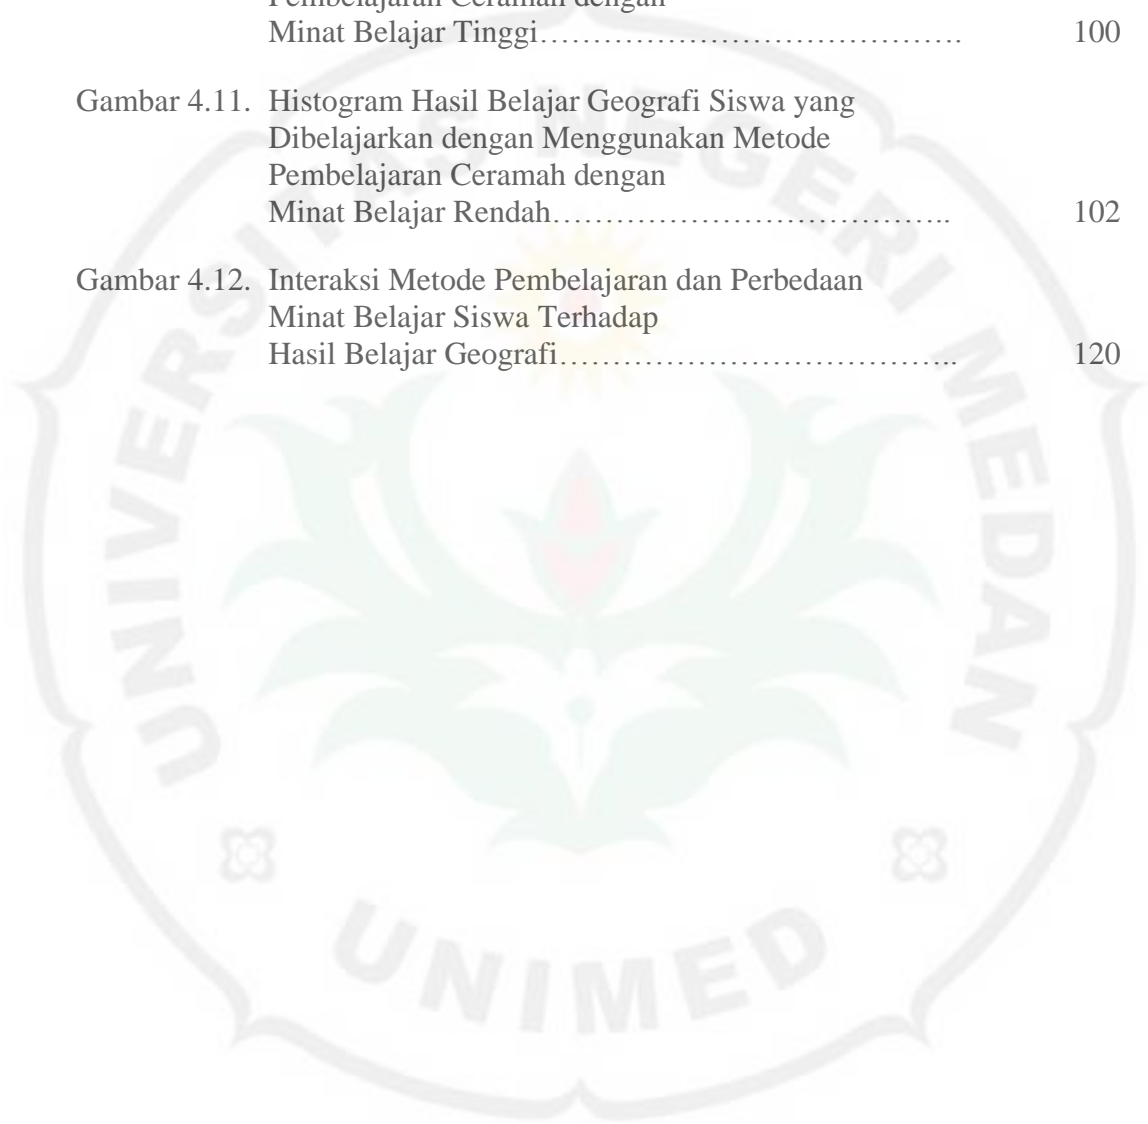 Pembelajaran Ceramah dengan
Minat Belajar Tinggi…………………………………. 100
Gambar 4.11. Histogram Hasil Belajar Geografi Siswa yang
Dibelajarkan dengan Menggunakan Metode
Pembelajaran Ceramah dengan
Minat Belajar Rendah……………………………….. 102
Gambar 4.12. Interaksi Metode Pembelajaran dan Perbedaan
Minat Belajar Siswa Terhadap
Hasil Belajar Geografi……………………………... 120
UNIVERSITAS NEGERI MEDAN
UNIMED